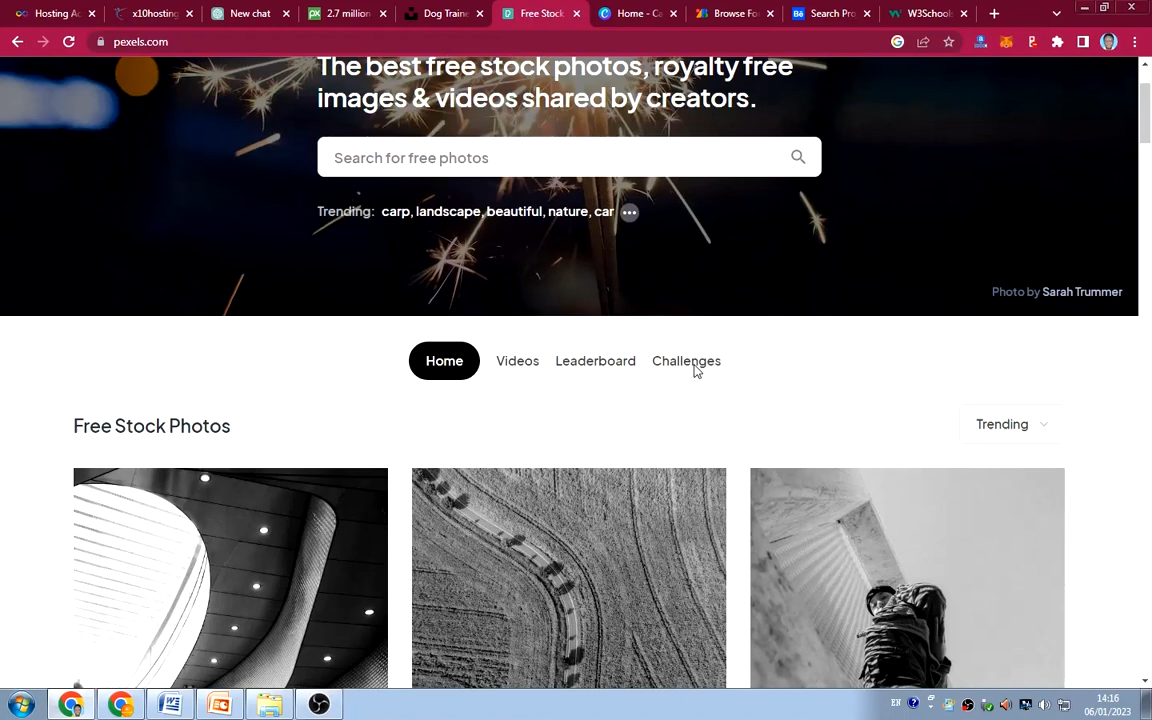 Hosting Ac
x10hosting
New chat
2.7 million
Dog Traine
Free Stock
Home - Ca
Browse Fo
Search Pro
W3Schools
pexels.com
The best free stock photos, royalty free
images & videos shared by creators.
Search for free photos
Trending: carp, landscape, beautiful, nature, car
Photo by Sarah Trummer
Home
Videos
Leaderboard
Challenges
Free Stock Photos
Trending
EN
14:16
06/01/2023